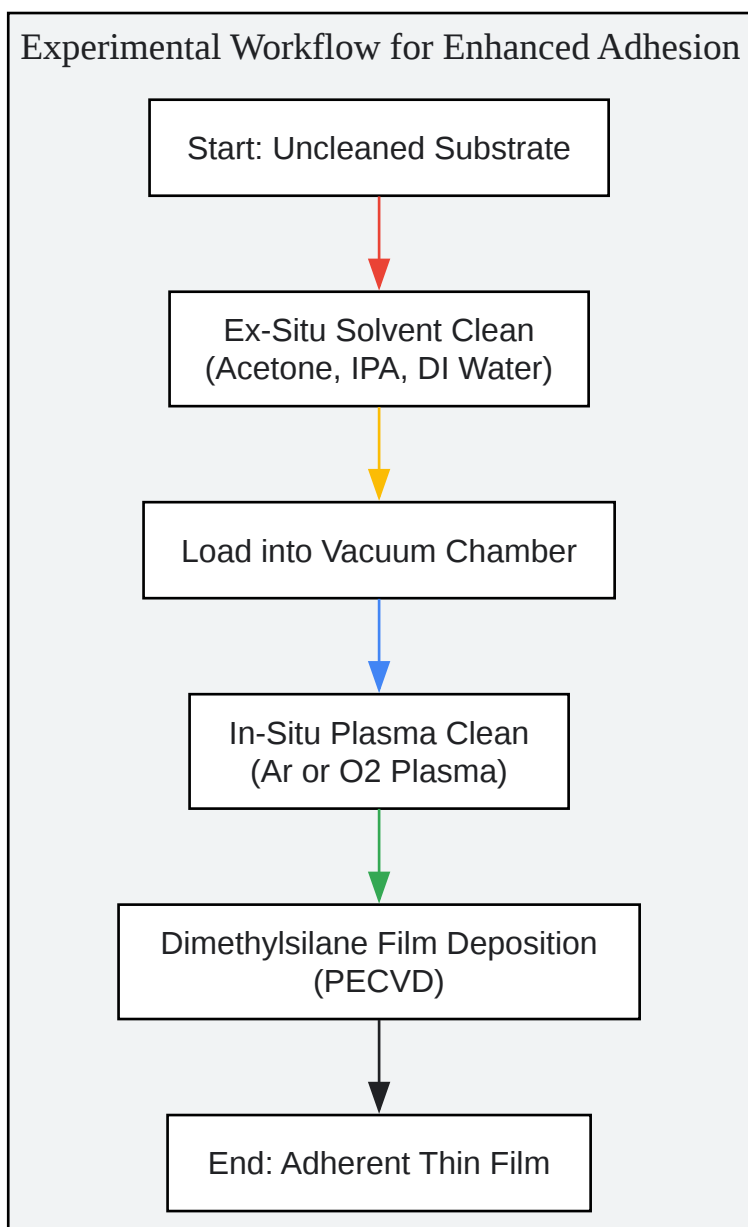 Experimental Workflow for Enhanced Adhesion
Start: Uncleaned Substrate
Ex-Situ Solvent Clean
(Acetone, IPA, DI Water)
Load into Vacuum Chamber
In-Situ Plasma Clean
(Ar or O2 Plasma)
Dimethylsilane Film Deposition
(PECVD)
End: Adherent Thin Film